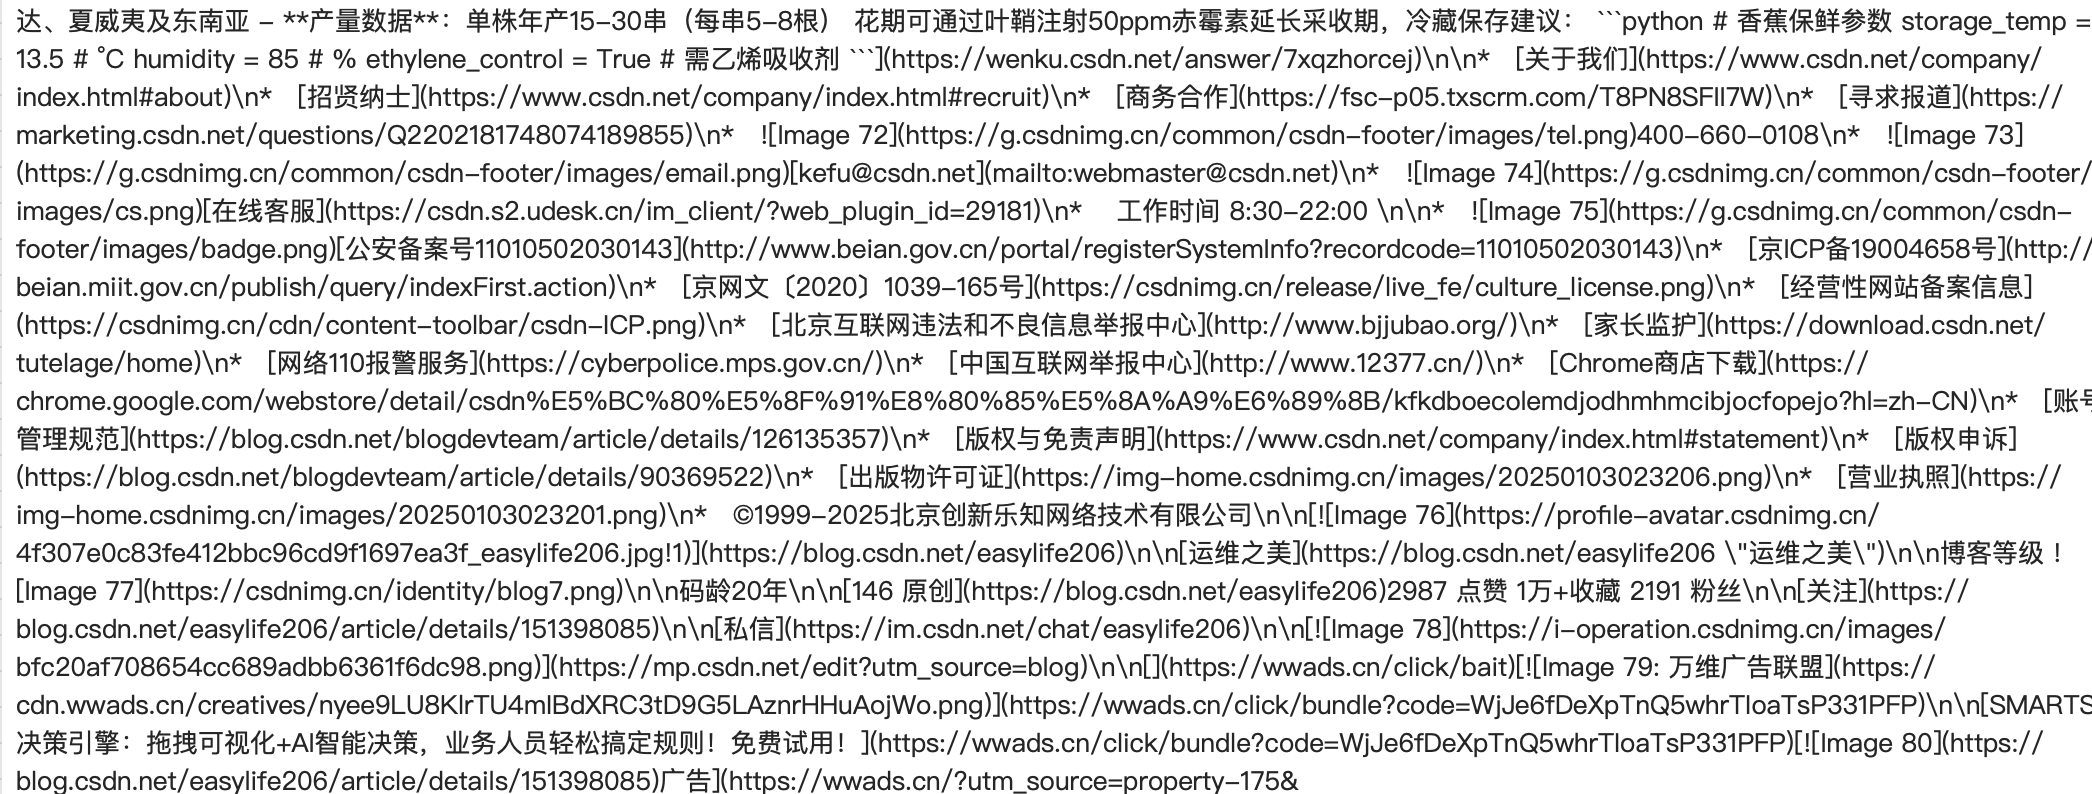 达、夏威夷及东南亚 - **产量数据**：单株年产15-30串（每串5-8根） 花期可通过叶鞘注射50ppm赤霉素延长采收期，冷藏保存建议： ```python # 香蕉保鲜参数 storage_temp =
13.5 # ℃ humidity = 85 # % ethylene_control = True # 需乙烯吸收剂 ```](https://wenku.csdn.net/answer/7xqzhorcej)\n\n*   [关于我们](https://www.csdn.net/company/
index.html#about)\n*   [招贤纳士](https://www.csdn.net/company/index.html#recruit)\n*   [商务合作](https://fsc-p05.txscrm.com/T8PN8SFII7W)\n*   [寻求报道](https://
marketing.csdn.net/questions/Q2202181748074189855)\n*   ![Image 72](https://g.csdnimg.cn/common/csdn-footer/images/tel.png)400-660-0108\n*   ![Image 73]
(https://g.csdnimg.cn/common/csdn-footer/images/email.png)[kefu@csdn.net](mailto:webmaster@csdn.net)\n*   ![Image 74](https://g.csdnimg.cn/common/csdn-footer/
images/cs.png)[在线客服](https://csdn.s2.udesk.cn/im_client/?web_plugin_id=29181)\n*    工作时间 8:30-22:00 \n\n*   ![Image 75](https://g.csdnimg.cn/common/csdn-
footer/images/badge.png)[公安备案号11010502030143](http://www.beian.gov.cn/portal/registerSystemInfo?recordcode=11010502030143)\n*   [京ICP备19004658号](http://
beian.miit.gov.cn/publish/query/indexFirst.action)\n*   [京网文〔2020〕1039-165号](https://csdnimg.cn/release/live_fe/culture_license.png)\n*   [经营性网站备案信息]
(https://csdnimg.cn/cdn/content-toolbar/csdn-ICP.png)\n*   [北京互联网违法和不良信息举报中心](http://www.bjjubao.org/)\n*   [家长监护](https://download.csdn.net/
tutelage/home)\n*   [网络110报警服务](https://cyberpolice.mps.gov.cn/)\n*   [中国互联网举报中心](http://www.12377.cn/)\n*   [Chrome商店下载](https://
chrome.google.com/webstore/detail/csdn%E5%BC%80%E5%8F%91%E8%80%85%E5%8A%A9%E6%89%8B/kfkdboecolemdjodhmhmcibjocfopejo?hl=zh-CN)\n*   [账号
管理规范](https://blog.csdn.net/blogdevteam/article/details/126135357)\n*   [版权与免责声明](https://www.csdn.net/company/index.html#statement)\n*   [版权申诉]
(https://blog.csdn.net/blogdevteam/article/details/90369522)\n*   [出版物许可证](https://img-home.csdnimg.cn/images/20250103023206.png)\n*   [营业执照](https://
img-home.csdnimg.cn/images/20250103023201.png)\n*   ©1999-2025北京创新乐知网络技术有限公司\n\n[![Image 76](https://profile-avatar.csdnimg.cn/
4f307e0c83fe412bbc96cd9f1697ea3f_easylife206.jpg!1)](https://blog.csdn.net/easylife206)\n\n[运维之美](https://blog.csdn.net/easylife206 \"运维之美\")\n\n博客等级 !
[Image 77](https://csdnimg.cn/identity/blog7.png)\n\n码龄20年\n\n[146 原创](https://blog.csdn.net/easylife206)2987 点赞 1万+收藏 2191 粉丝\n\n[关注](https://
blog.csdn.net/easylife206/article/details/151398085)\n\n[私信](https://im.csdn.net/chat/easylife206)\n\n[![Image 78](https://i-operation.csdnimg.cn/images/
bfc20af708654cc689adbb6361f6dc98.png)](https://mp.csdn.net/edit?utm_source=blog)\n\n[](https://wwads.cn/click/bait)[![Image 79: 万维广告联盟](https://
cdn.wwads.cn/creatives/nyee9LU8KlrTU4mlBdXRC3tD9G5LAznrHHuAojWo.png)](https://wwads.cn/click/bundle?code=WjJe6fDeXpTnQ5whrTloaTsP331PFP)\n\n[SMARTS
决策引擎：拖拽可视化+AI智能决策，业务人员轻松搞定规则！免费试用！](https://wwads.cn/click/bundle?code=WjJe6fDeXpTnQ5whrTloaTsP331PFP)[![Image 80](https://
blog.csdn.net/easylife206/article/details/151398085)广告](https://wwads.cn/?utm_source=property-175&